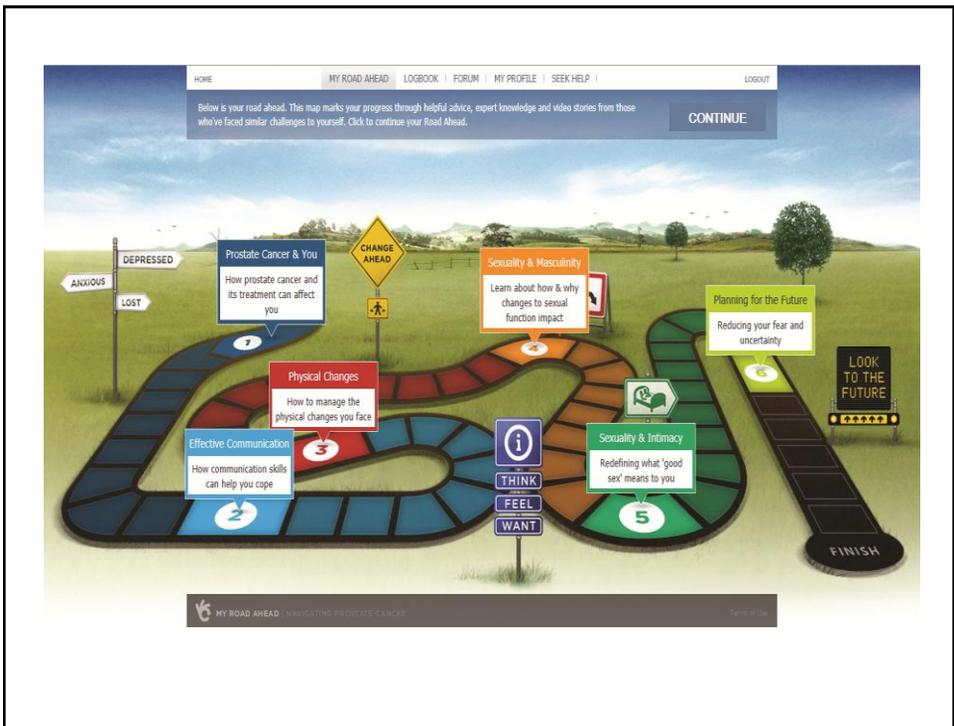 HOME MY ROAD AHEAD LOGBOOK | FORUM | MY PROFILE | SEEK HELP | LOGOUT
Below is your road ahead. This map marks your progress through helpful advice, expert knowledge and video stories from those
who've faced similar challenges to yourself. Click to continue your Road Ahead.
CONTINUE
DEPRESSED
ANXIOUS
LOST
Prostate Cancer & You
How prostate cancer and
its treatment can affect
you
1
CHANGE
AHEAD
Sexuality & Masculinity
Learn about how & why
changes to sexual
function impact
4
Planning for the Future
Reducing your fear and
uncertainty
6
LOOK
TO THE
FUTURE
Physical Changes
How to manage the
physical changes you face
3
Effective Communication
How communication skills
can help you cope
2
i
THINK
FEEL
WANT
Sexuality & Intimacy
Redefining what 'good
sex' means to you
5
FINISH
MY ROAD AHEAD | NAVIGATING PROSTATE CANCER
Terms of Use